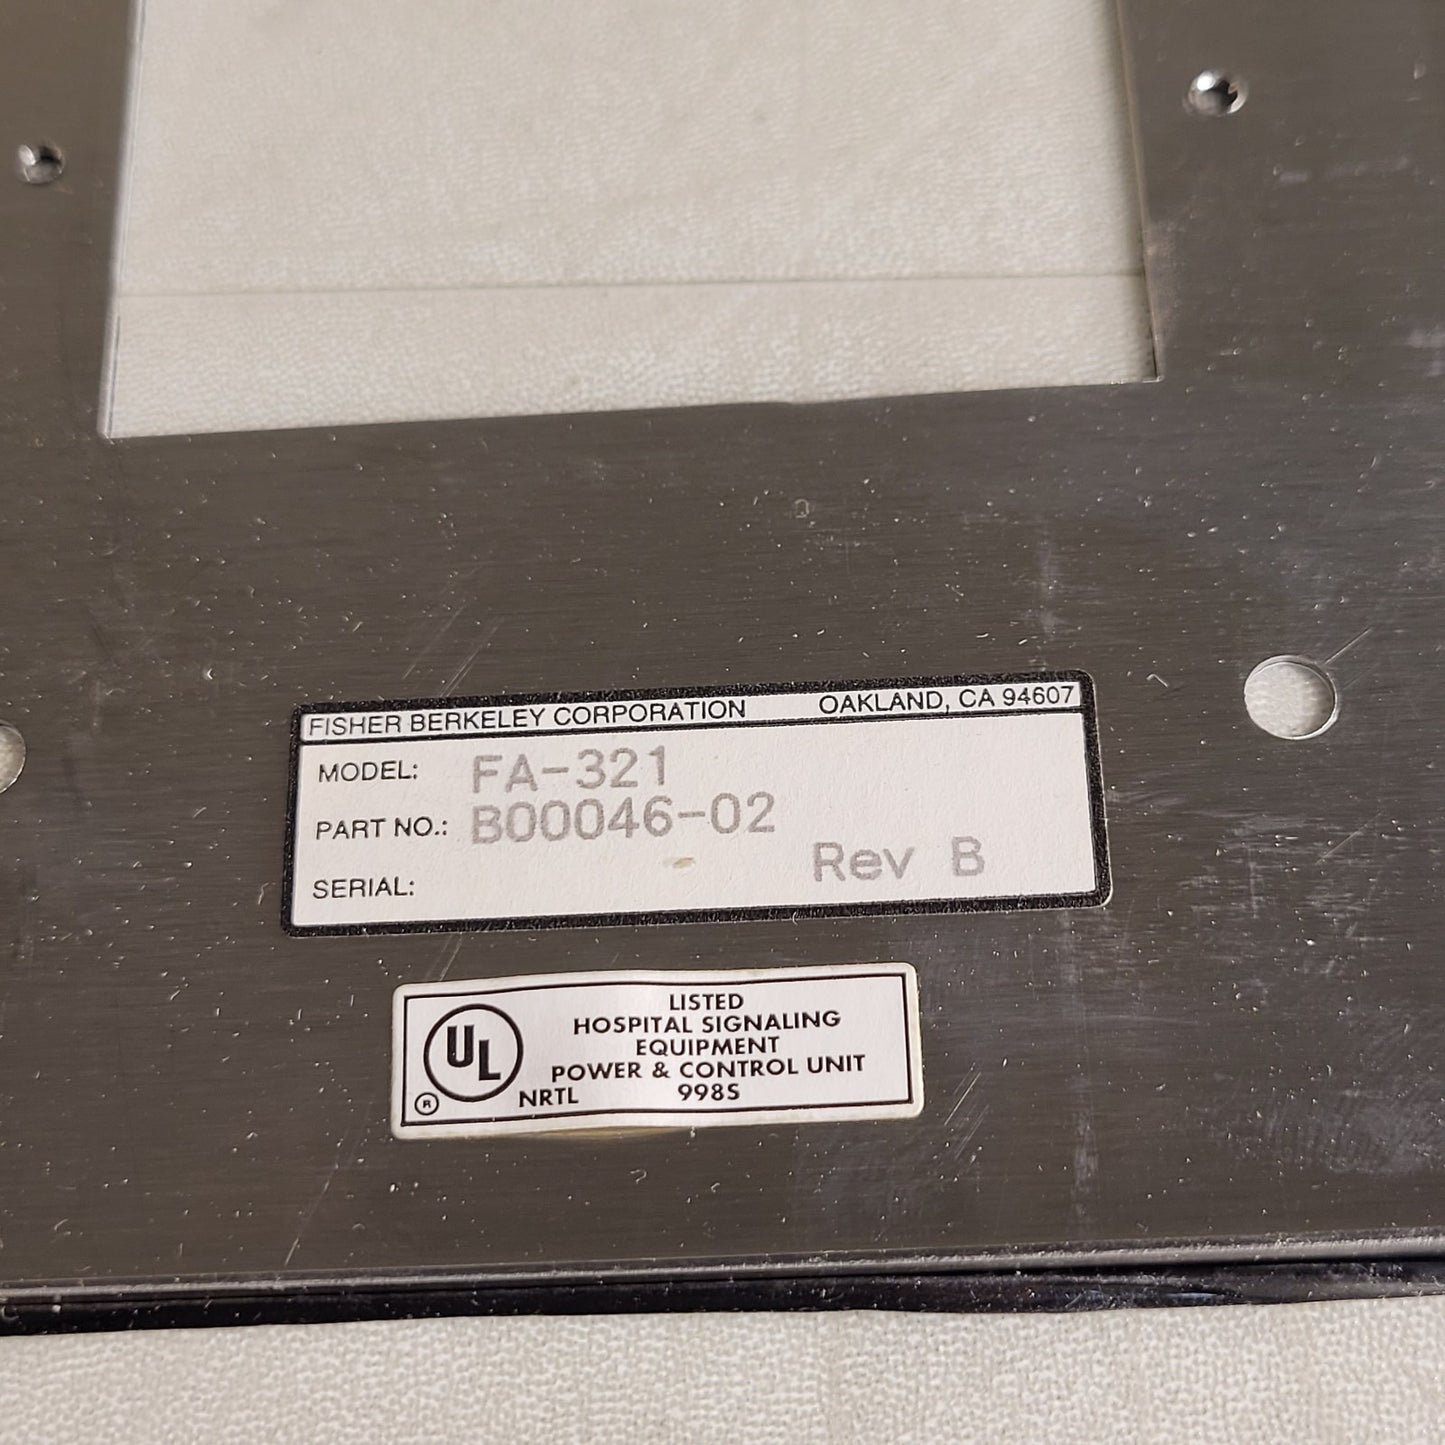 FISHER BERKELEY CORPORATION OAKLAND, CA 94607
MODEL: FA-321
PART NO.: B00046-02
Rev B
SERIAL:
LISTED
HOSPITAL SIGNALING
EQUIPMENT
POWER & CONTROL UNIT
UL ® NRTL 998S